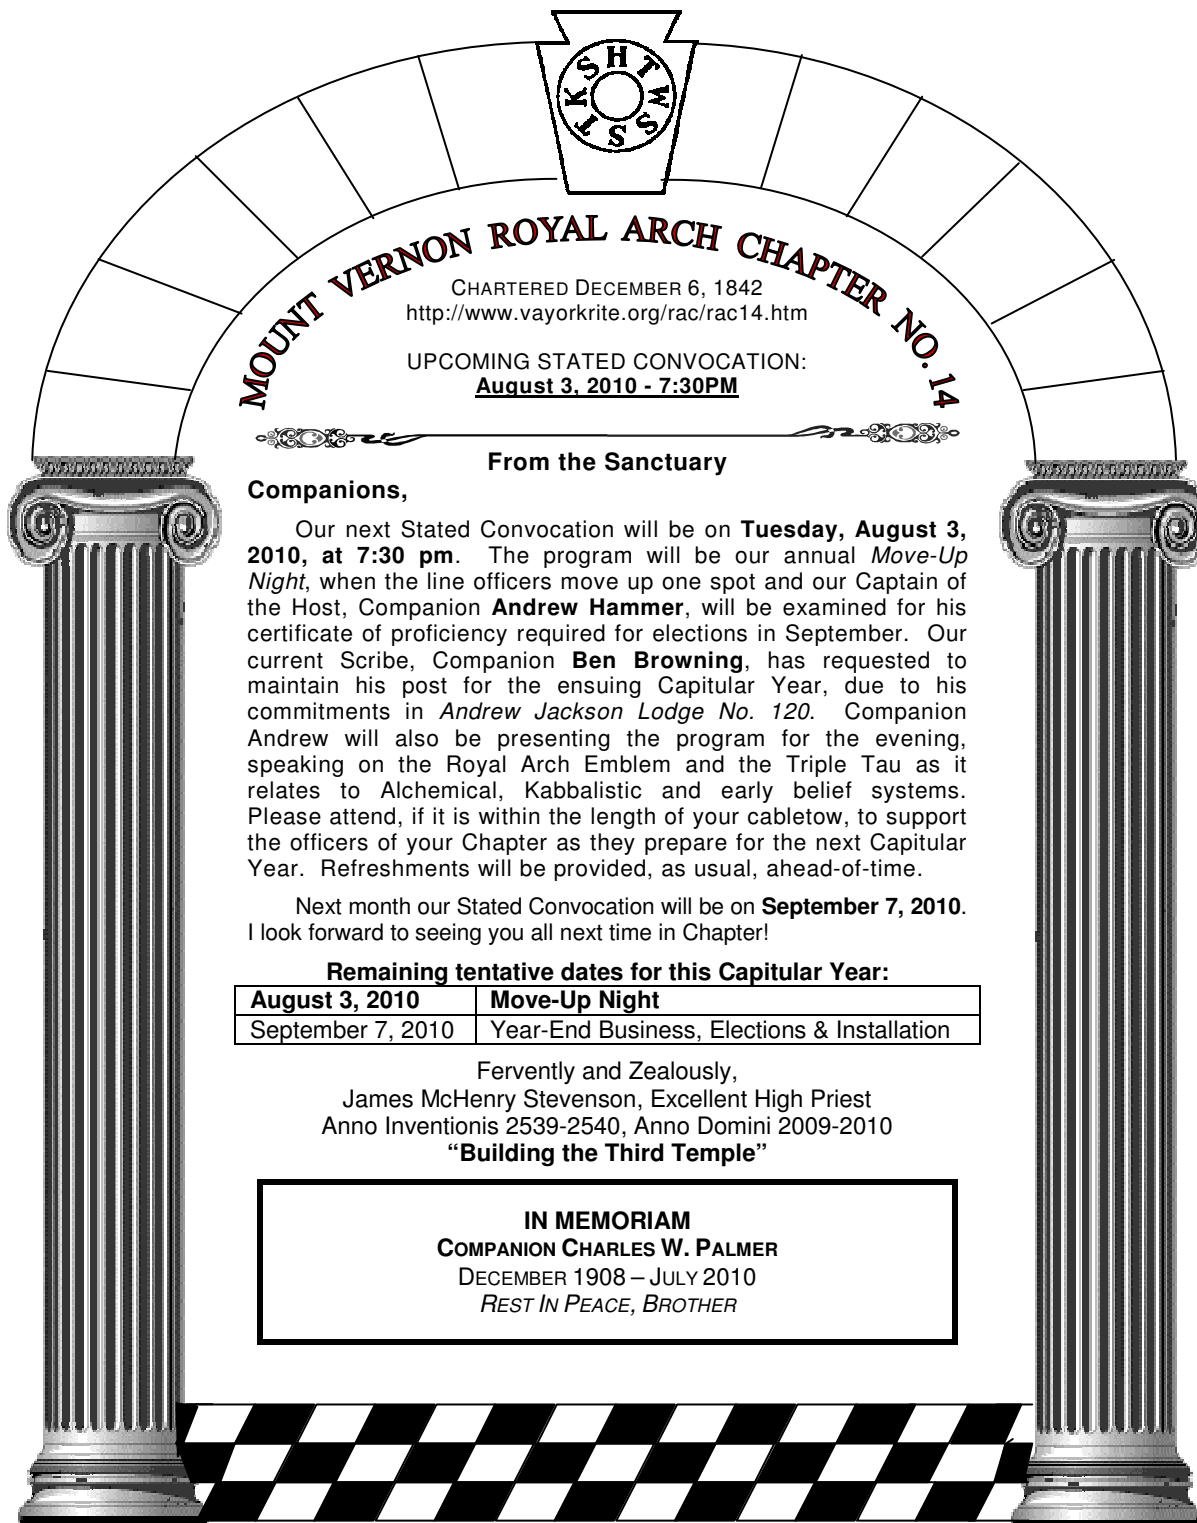 HTWSSTKS
MOUNT VERNON ROYAL ARCH CHAPTER NO. 14
CHARTERED DECEMBER 6, 1842
http://www.vayorkrite.org/rac/rac14.htm
UPCOMING STATED CONVOCATION:
August 3, 2010 - 7:30PM
From the Sanctuary
Companions,
Our next Stated Convocation will be on Tuesday, August 3,
2010, at 7:30 pm. The program will be our annual Move-Up
Night, when the line officers move up one spot and our Captain of
the Host, Companion Andrew Hammer, will be examined for his
certificate of proficiency required for elections in September. Our
current Scribe, Companion Ben Browning, has requested to
maintain his post for the ensuing Capitular Year, due to his
commitments in Andrew Jackson Lodge No. 120. Companion
Andrew will also be presenting the program for the evening,
speaking on the Royal Arch Emblem and the Triple Tau as it
relates to Alchemical, Kabbalistic and early belief systems.
Please attend, if it is within the length of your cabletow, to support
the officers of your Chapter as they prepare for the next Capitular
Year. Refreshments will be provided, as usual, ahead-of-time.
Next month our Stated Convocation will be on September 7, 2010.
I look forward to seeing you all next time in Chapter!
Remaining tentative dates for this Capitular Year:
August 3, 2010 Move-Up Night
September 7, 2010 Year-End Business, Elections & Installation
Fervently and Zealously,
James McHenry Stevenson, Excellent High Priest
Anno Inventionis 2539-2540, Anno Domini 2009-2010
“Building the Third Temple”
IN MEMORIAM
COMPANION CHARLES W. PALMER
DECEMBER 1908 – JULY 2010
REST IN PEACE, BROTHER